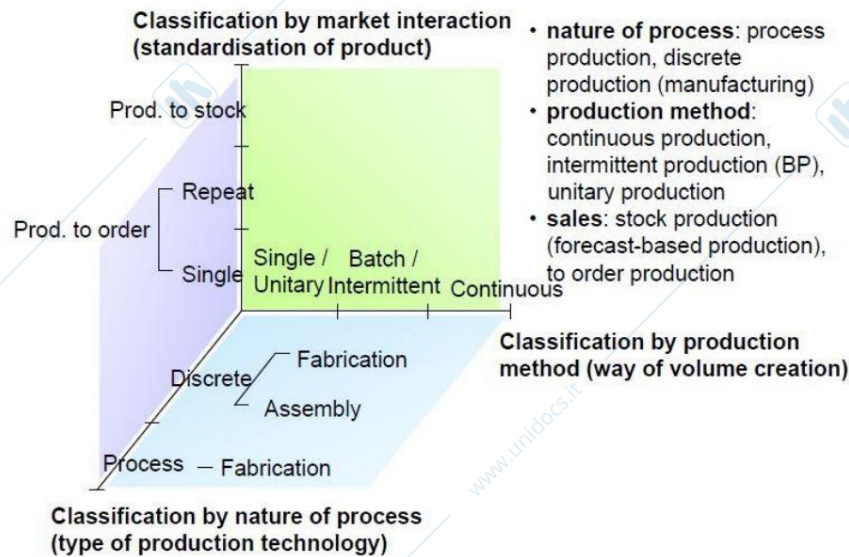 Classification by market interaction
(standardisation of product)
Prod. to stock
Repeat
Prod. to order
Single
Single /
Unitary
Batch /
Intermittent
Continuous
Classification by production
method (way of volume creation)
Discrete
Fabrication
Assembly
Process
Fabrication
Classification by nature of process
(type of production technology)
• nature of process: process
production, discrete
production (manufacturing)
• production method:
continuous production,
intermittent production (BP),
unitary production
• sales: stock production
(forecast-based production),
to order production
www.unidocs.it